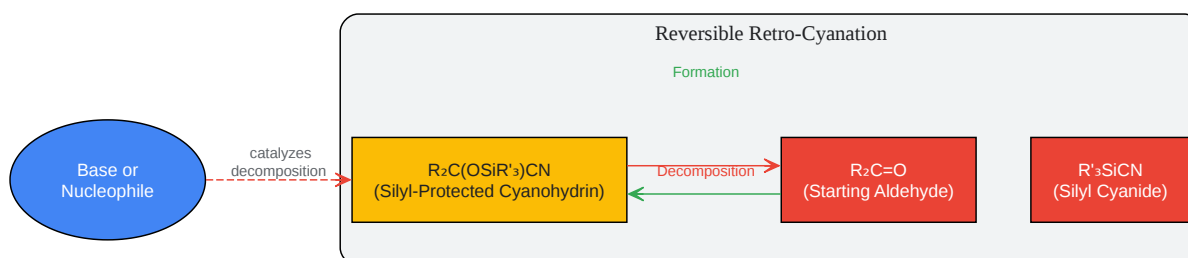 Reversible Retro-Cyanation
Formation
Base or
Nucleophile
catalyzes
decomposition
R₂C(OSiR'₃)CN
(Silyl-Protected Cyanohydrin)
Decomposition
R₂C=O
(Starting Aldehyde)
R'₃SiCN
(Silyl Cyanide)